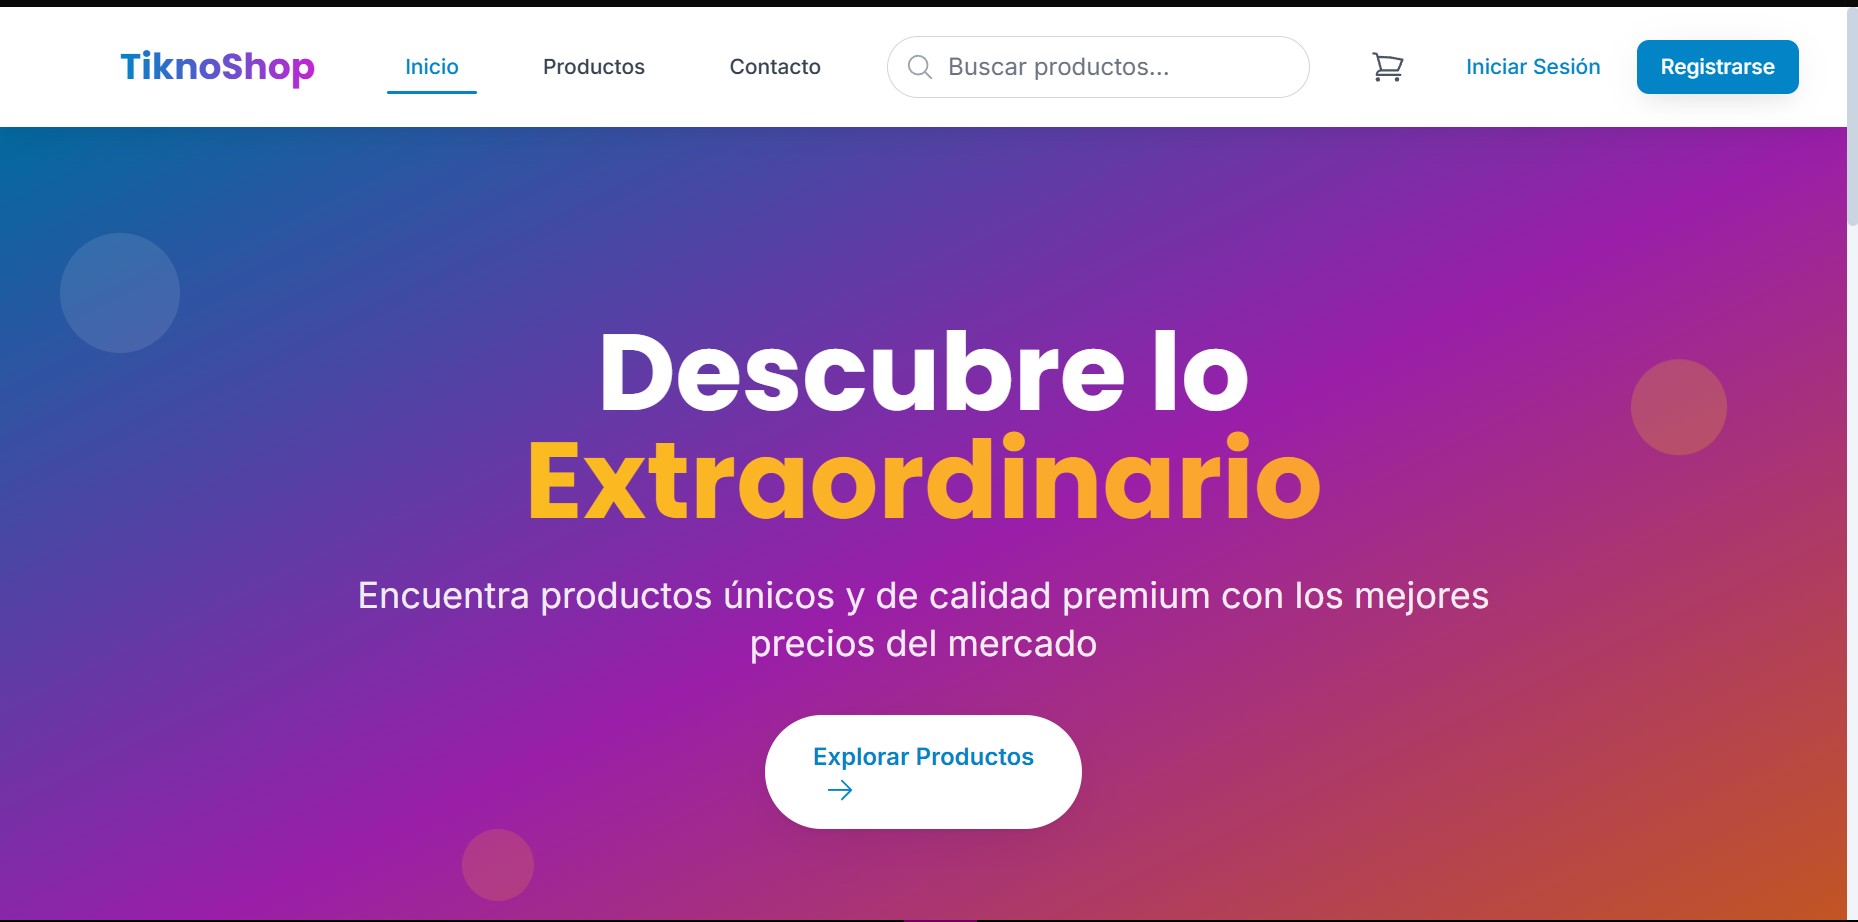 TiknoShop
Inicio
Productos
Contacto
Buscar productos...
Iniciar Sesión
Registrarse
Descubre lo
Extraordinario
Encuentra productos únicos y de calidad premium con los mejores
precios del mercado
Explorar Productos
→